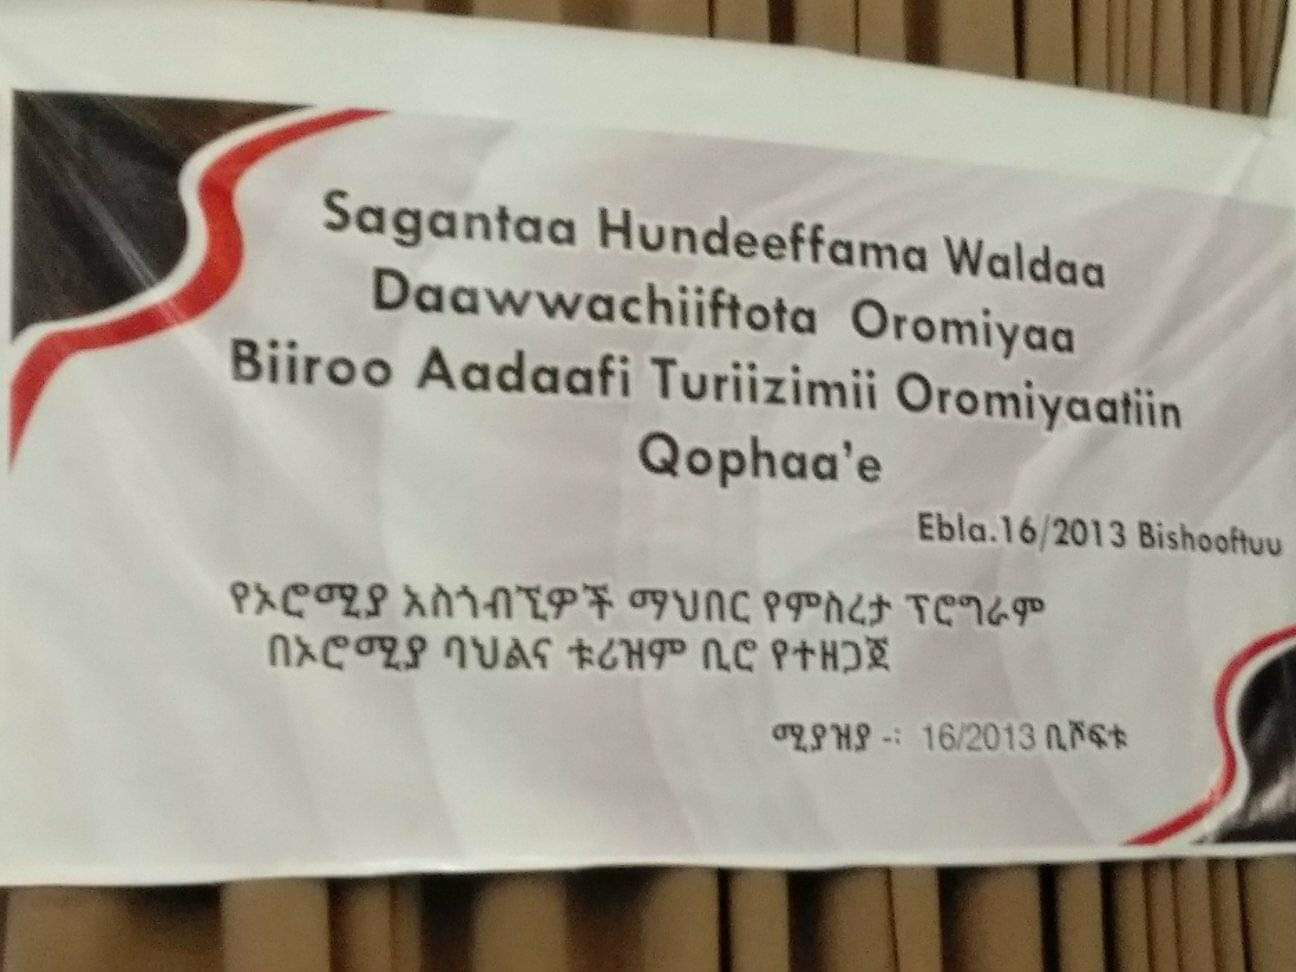 Sagantaa Hundeeffama Waldaa
Daawwachiiftota Oromiyaa
Biiroo Aadaafi Turiizimii Oromiyaatiin
Qophaa'e
Ebla.16/2013 Bishooftuu
የኦሮሚያ አስጎብኚዎች ማህበር የምስረታ ፕሮግራም
በኦሮሚያ ባህልና ቱሪዝም ቢሮ የተዘጋጀ
ሚያዝያ -፡ 16/2013 ቢሾፍቱ